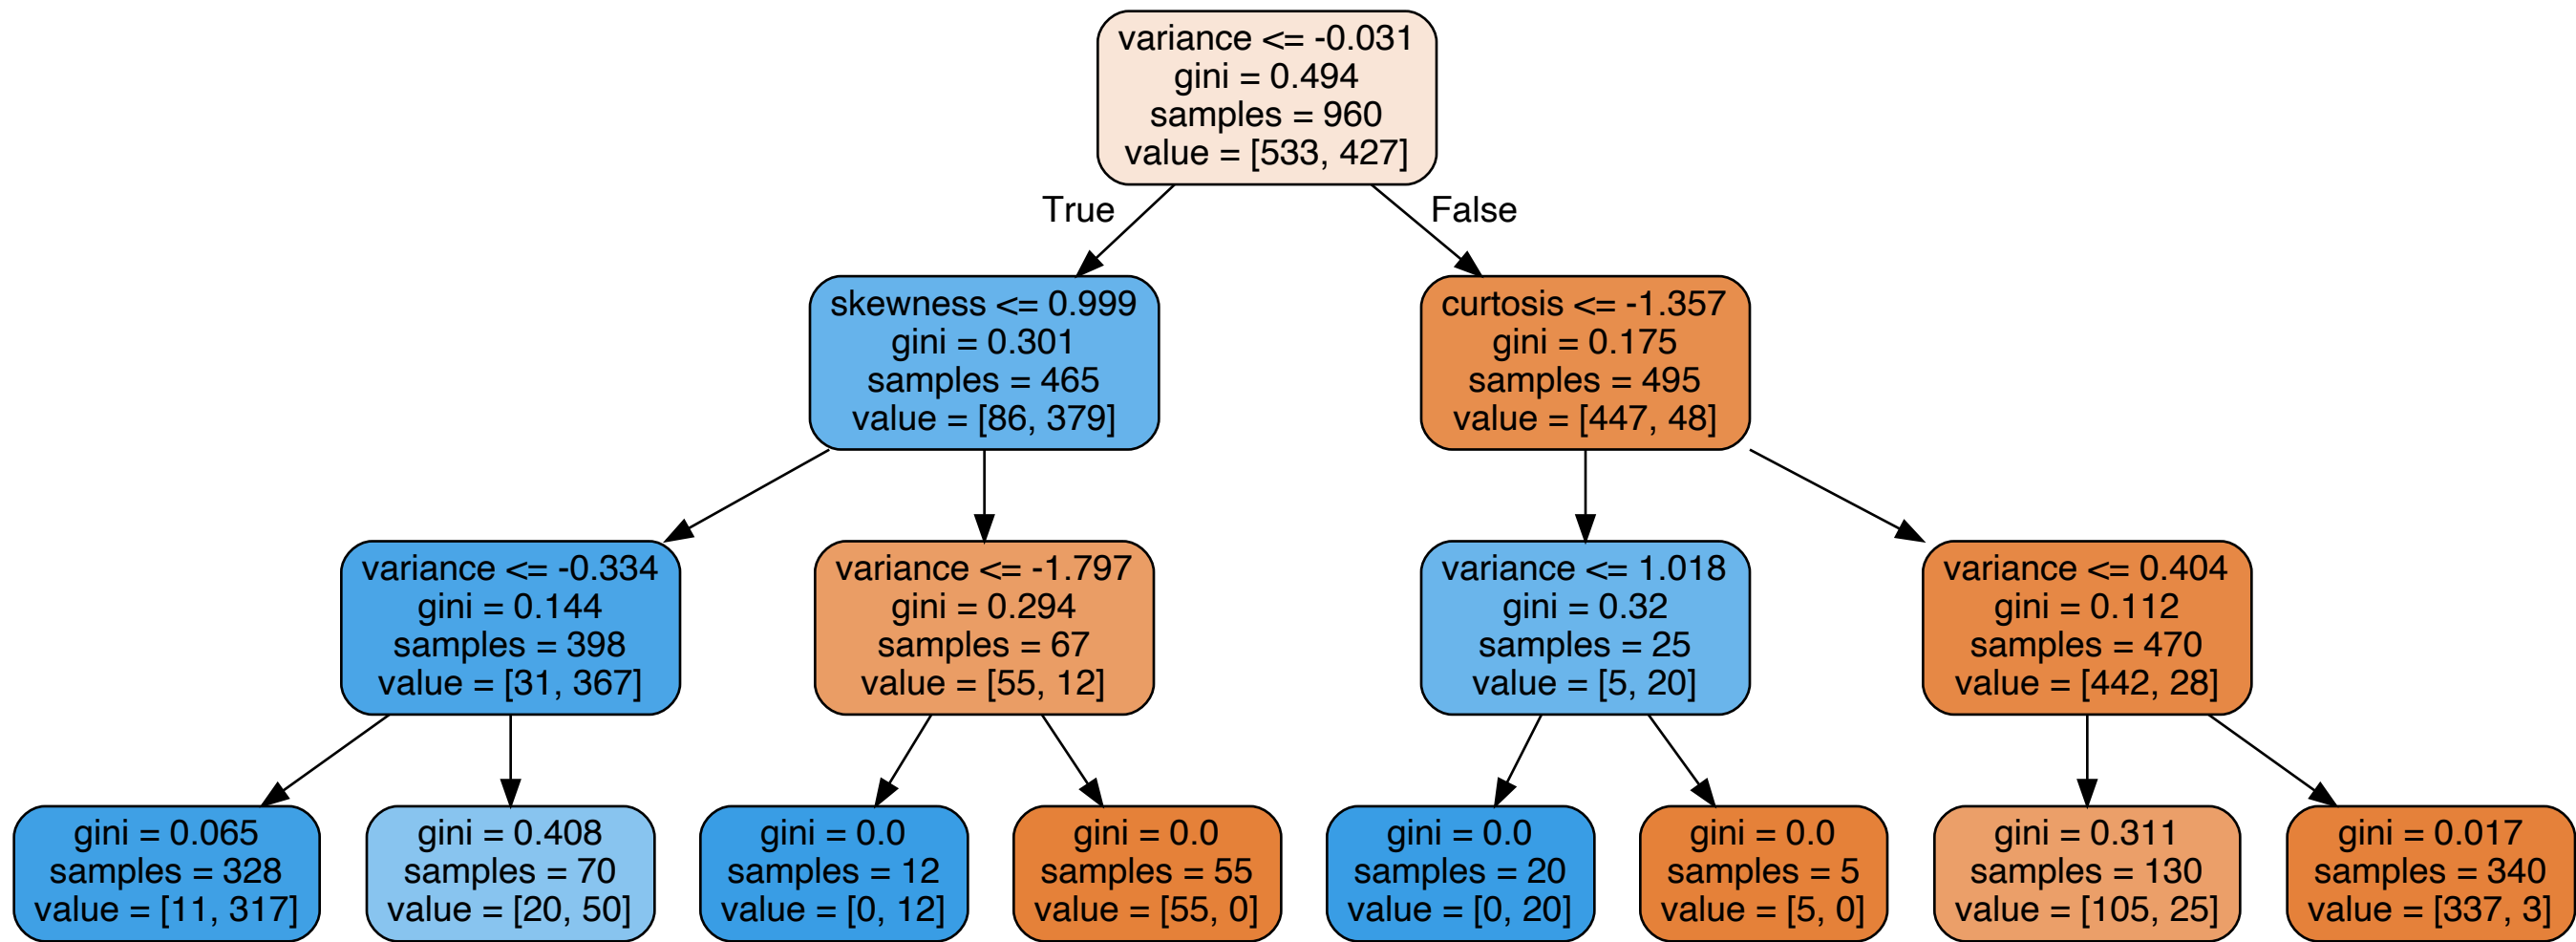 variance <= -0.031
gini = 0.494
samples = 960
value = [533, 427]
True
False
skewness <= 0.999
gini = 0.301
samples = 465
value = [86, 379]
curtosis <= -1.357
gini = 0.175
samples = 495
value = [447, 48]
variance <= -0.334
gini = 0.144
samples = 398
value = [31, 367]
variance <= -1.797
gini = 0.294
samples = 67
value = [55, 12]
variance <= 1.018
gini = 0.32
samples = 25
value = [5, 20]
variance <= 0.404
gini = 0.112
samples = 470
value = [442, 28]
gini = 0.065
samples = 328
value = [11, 317]
gini = 0.408
samples = 70
value = [20, 50]
gini = 0.0
samples = 12
value = [0, 12]
gini = 0.0
samples = 55
value = [55, 0]
gini = 0.0
samples = 20
value = [0, 20]
gini = 0.0
samples = 5
value = [5, 0]
gini = 0.311
samples = 130
value = [105, 25]
gini = 0.017
samples = 340
value = [337, 3]